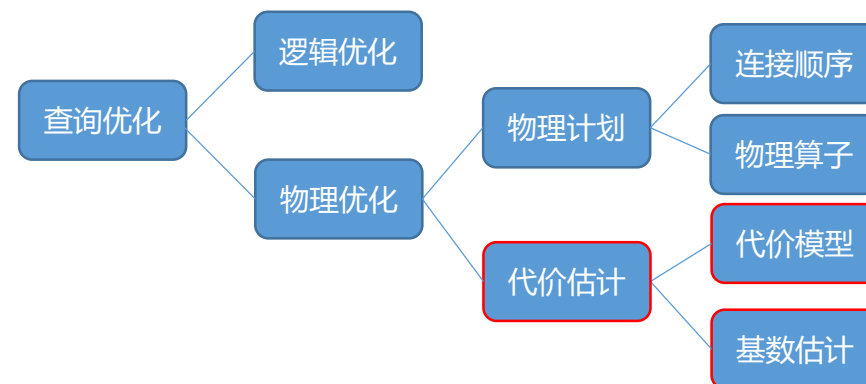 逻辑优化
连接顺序
查询优化
物理计划
物理算子
物理优化
代价模型
代价估计
基数估计